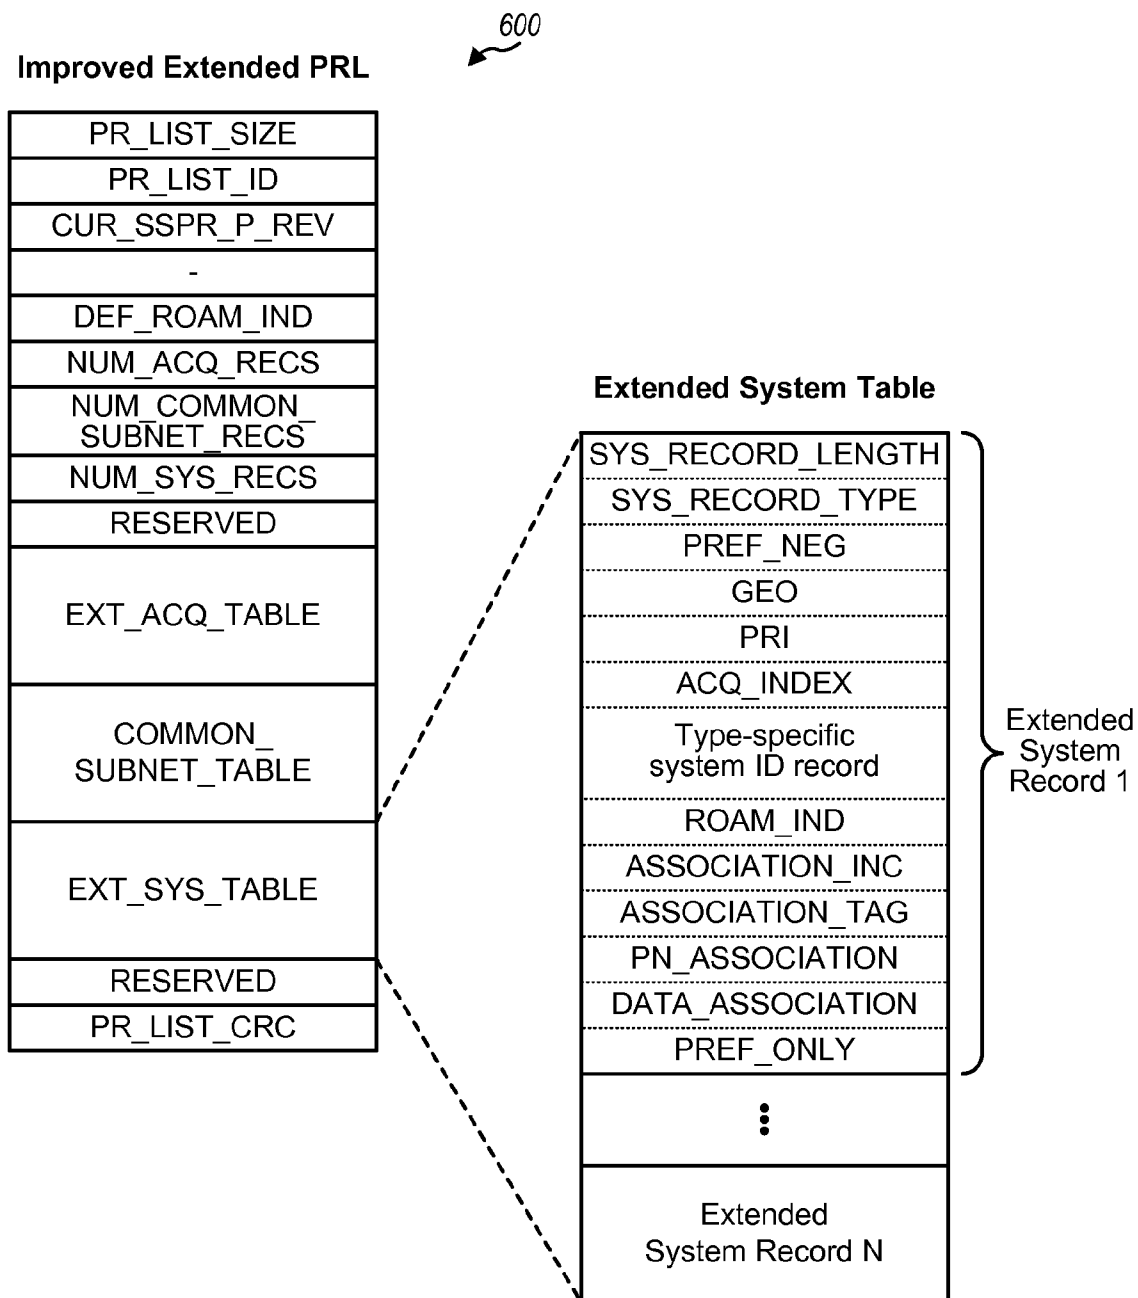 600
Improved Extended PRL
PR_LIST_SIZE
PR_LIST_ID
CUR_SSPR_P_REV
-
DEF_ROAM_IND
NUM_ACQ_RECS
NUM_COMMON_
SUBNET_RECS
NUM_SYS_RECS
RESERVED
EXT_ACQ_TABLE
COMMON_
SUBNET_TABLE
EXT_SYS_TABLE
RESERVED
PR_LIST_CRC
Extended System Table
SYS_RECORD_LENGTH
SYS_RECORD_TYPE
PREF_NEG
GEO
PRI
ACQ_INDEX
Type-specific
system ID record
ROAM_IND
ASSOCIATION_INC
ASSOCIATION_TAG
PN_ASSOCIATION
DATA_ASSOCIATION
PREF_ONLY
Extended
System
Record 1
Extended
System Record N